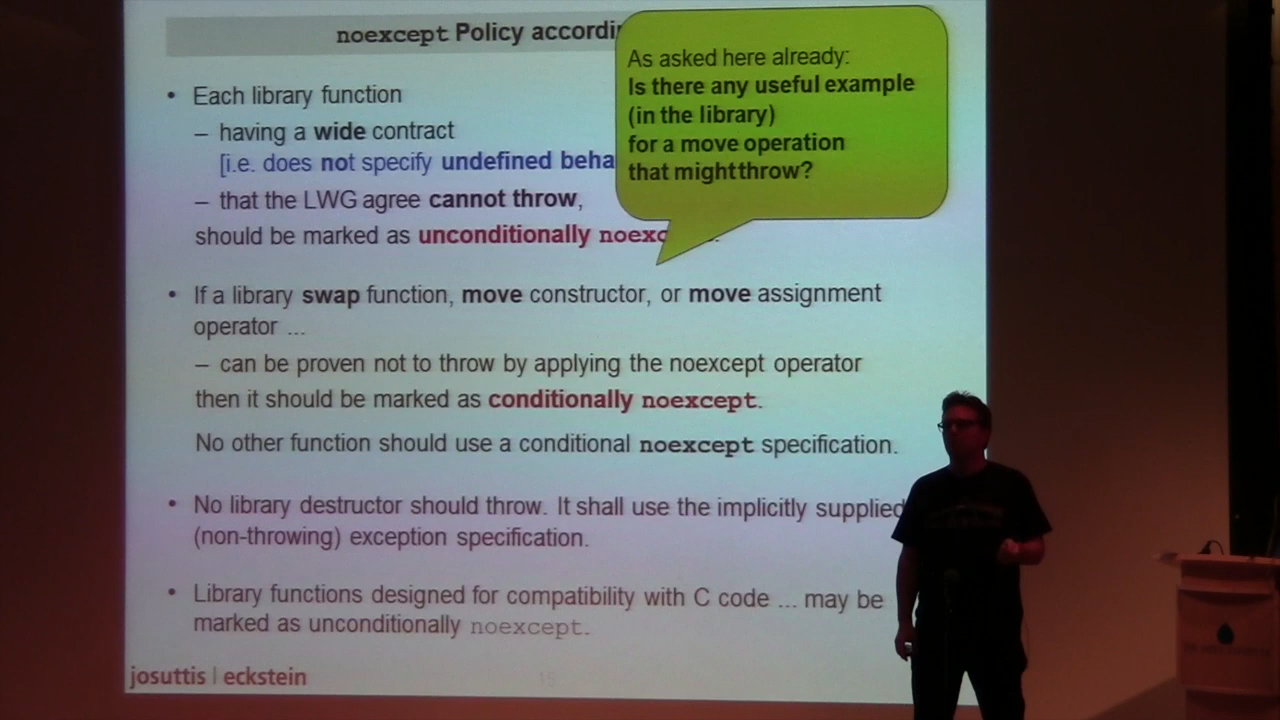 noexcept Policy accordi
As asked here already:
Is there any useful example
(in the library)
for a move operation
that might throw?
• Each library function
– having a wide contract
[i.e. does not specify undefined beha
– that the LWG agree cannot throw,
should be marked as unconditionally noexc
• If a library swap function, move constructor, or move assignment
operator ...
– can be proven not to throw by applying the noexcept operator
then it should be marked as conditionally noexcept.
No other function should use a conditional noexcept specification.
• No library destructor should throw. It shall use the implicitly supplied
(non-throwing) exception specification.
• Library functions designed for compatibility with C code ... may be
marked as unconditionally noexcept.
josuttis | eckstein
15